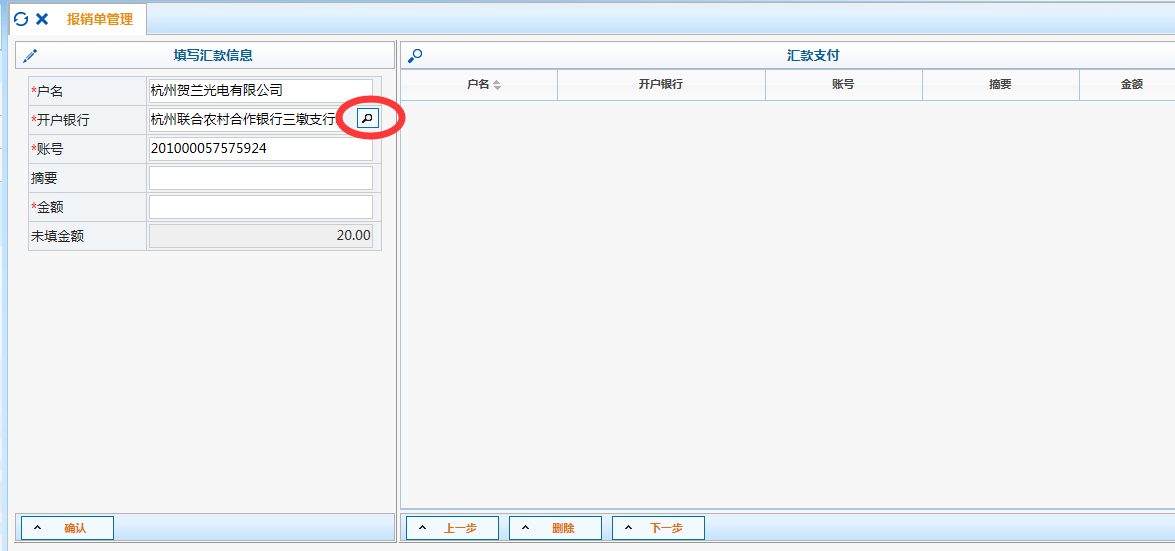 报销单管理
填写汇款信息
*户名 杭州贺兰光电有限公司
*开户银行 杭州联合农村合作银行三墩支行
*账号 201000057575924
摘要
*金额
未填金额 20.00
确认
汇款支付
户名 开户银行 账号 摘要 金额
上一步 删除 下一步